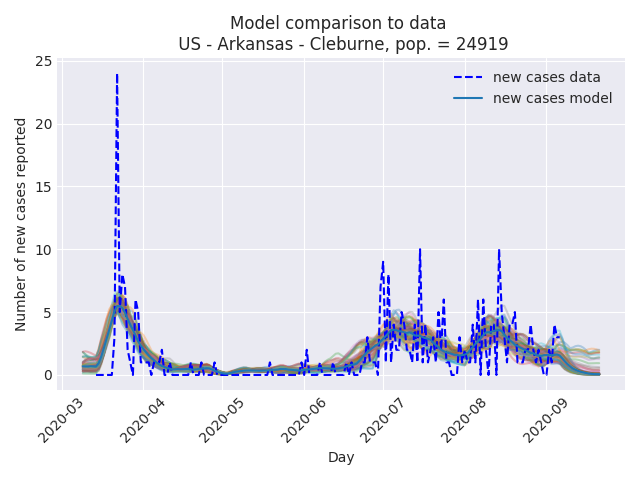 Model comparison to data
US - Arkansas - Cleburne, pop. = 24919
new cases data
new cases model
Number of new cases reported
25
20
15
10
5
0
2020-03
2020-04
2020-05
2020-06
2020-07
2020-08
2020-09
Day